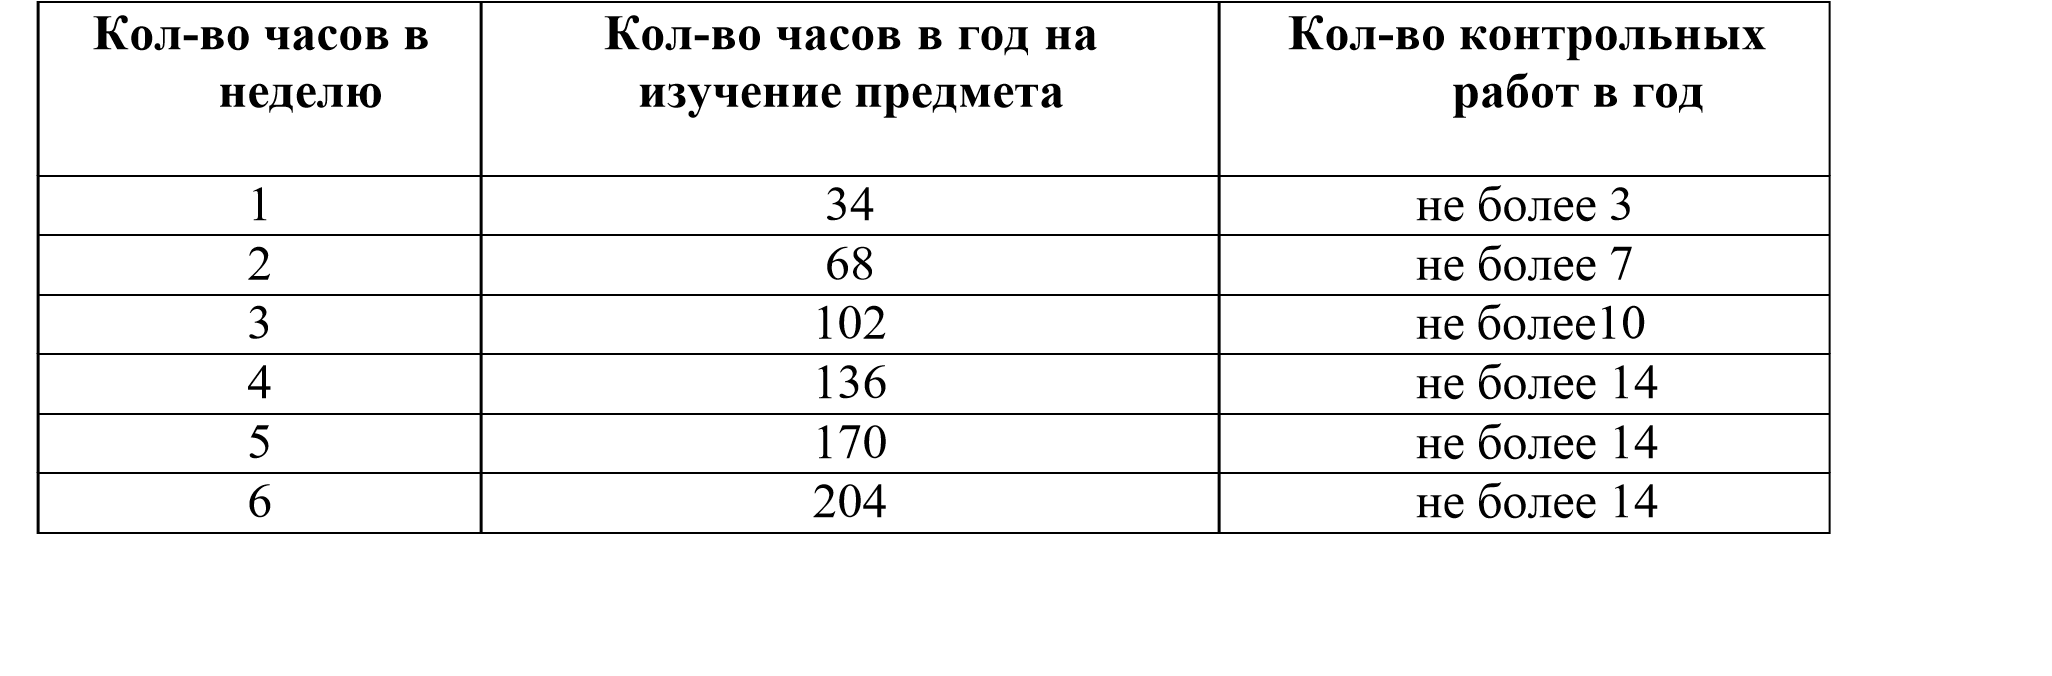 Кол-во часов в Кол-во часов в год на Кол-во контрольных
неделю изучение предмета работ в год
1 34 не более 3
2 68 не более 7
3 102 не более10
4 136 не более 14
5 170 не более 14
6 204 не более 14